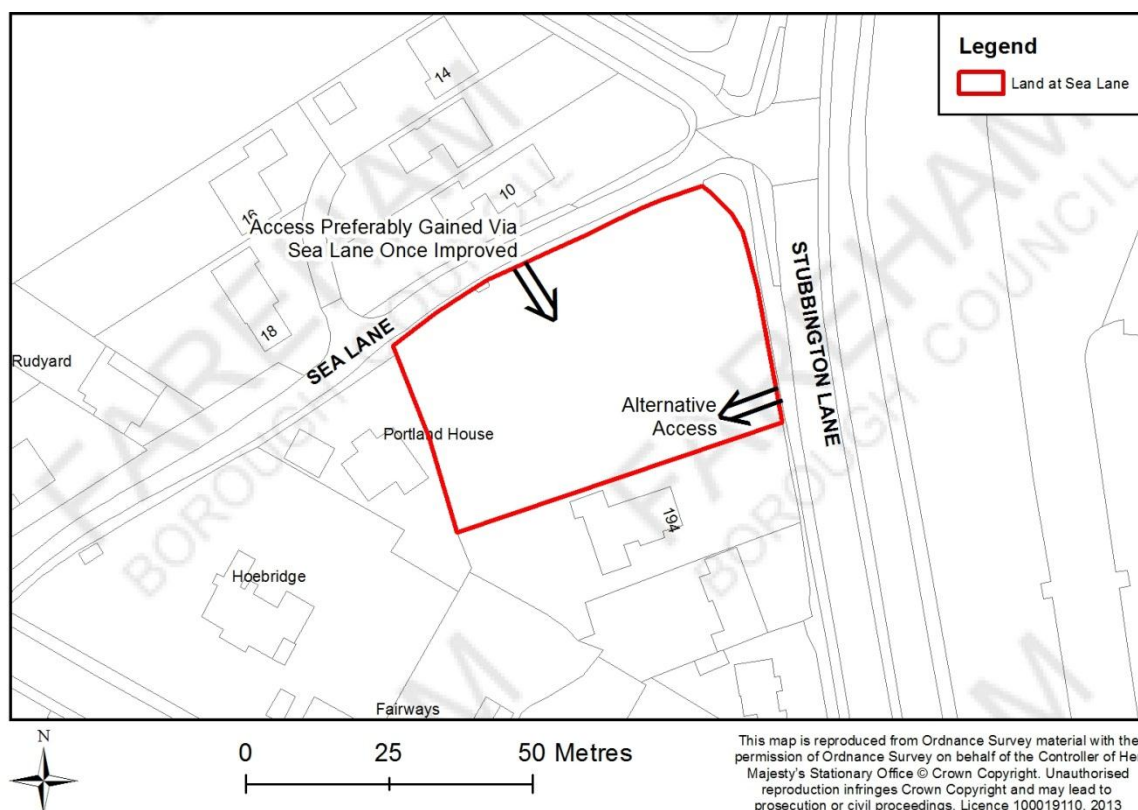 Legend
Land at Sea Lane
14
10
16
Access Preferably Gained Via
Sea Lane Once Improved
18
SEA LANE
Rudyard
STUBBINGTON LANE
Alternative
Access
Portland House
194
Hoebridge
Fairways
FAREHAM
BOROUGH COUNCIL
FAREHAM
BOROUGH COUNCIL
N
0 25 50 Metres
This map is reproduced from Ordnance Survey material with the
permission of Ordnance Survey on behalf of the Controller of Her
Majesty's Stationary Office © Crown Copyright. Unauthorised
reproduction infringes Crown Copyright and may lead to
prosecution or civil proceedings. Licence 100019110. 2013